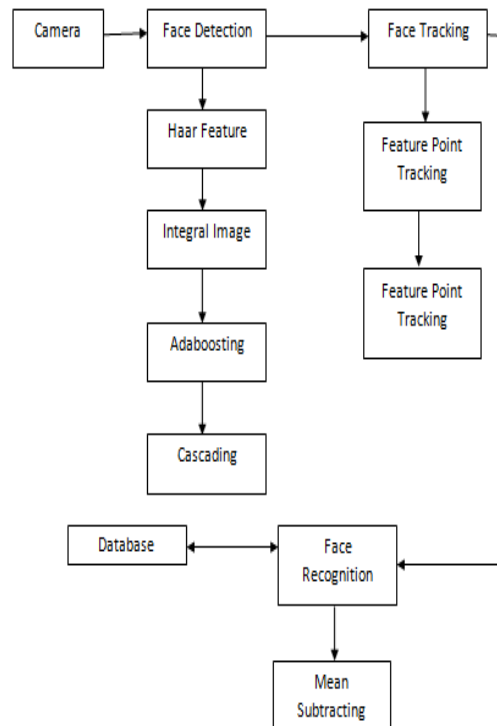 Camera
Face Detection
Face Tracking
Haar Feature
Feature Point
Tracking
Integral Image
Feature Point
Tracking
Adaboosting
Cascading
Database
Face
Recognition
Mean
Subtracting